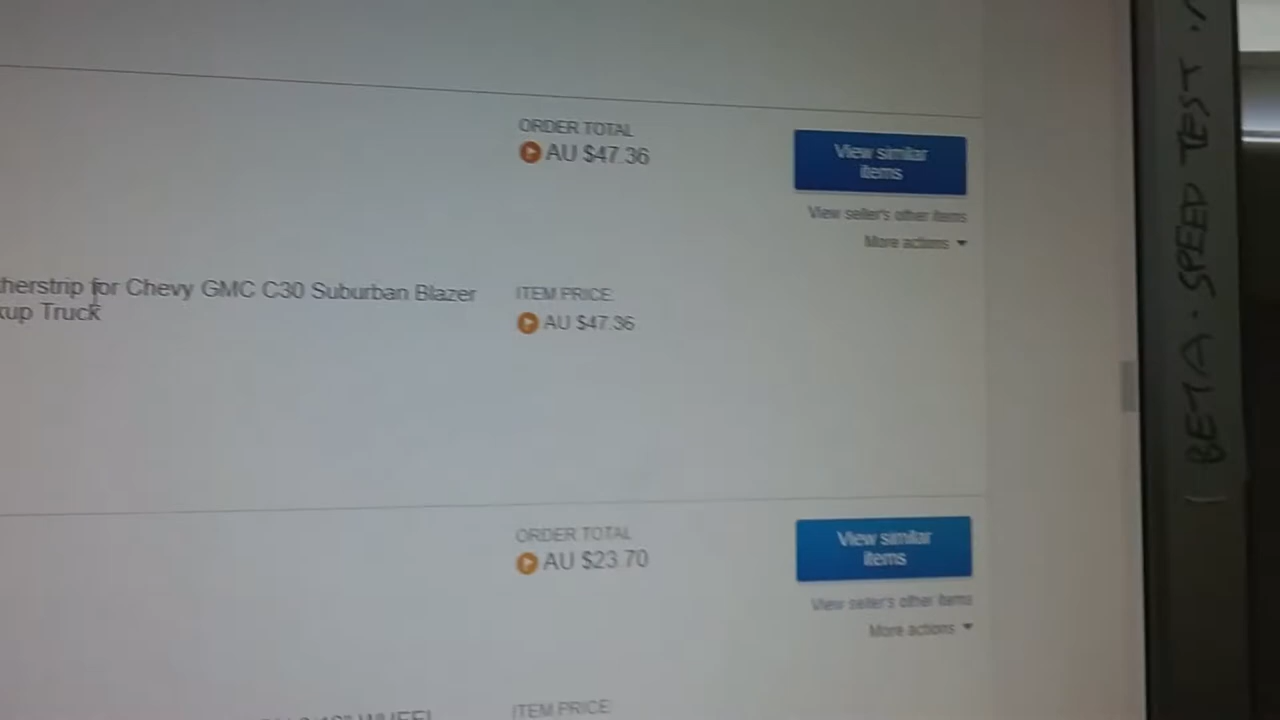 ORDER TOTAL
AU $47.36
View similar
items
View seller's other items
More actions
herstrip for Chevy GMC C30 Suburban Blazer
kup Truck
ITEM PRICE:
AU $47.36
ORDER TOTAL
AU $23.70
View similar
items
View seller's other items
More actions
WHEEL
ITEM PRICE:
BETA · SPEED TEST